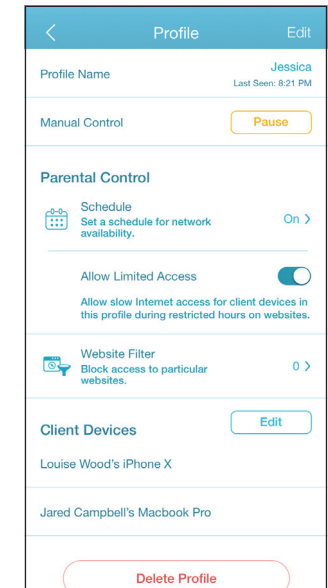 Profile Edit
Profile Name Jessica
Last Seen: 8:21 PM
Manual Control Pause
Parental Control
Schedule
Set a schedule for network
availability.
On
Allow Limited Access
Allow slow Internet access for client devices in
this profile during restricted hours on websites.
Website Filter
Block access to particular
websites.
0
Client Devices Edit
Louise Wood's iPhone X
Jared Campbell's Macbook Pro
Delete Profile